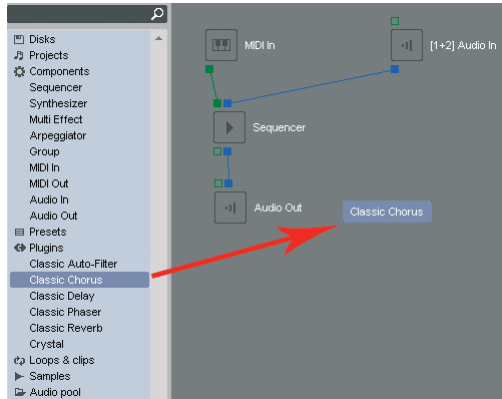 Disks
Projects
Components
Sequencer
Synthesizer
Multi Effect
Arpeggiator
Group
MIDI In
MIDI Out
Audio In
Audio Out
Presets
Plugins
Classic Auto-Filter
Classic Chorus
Classic Delay
Classic Phaser
Classic Reverb
Crystal
Loops & clips
Samples
Audio pool
MIDI In
[1+2] Audio In
Sequencer
Audio Out
Classic Chorus